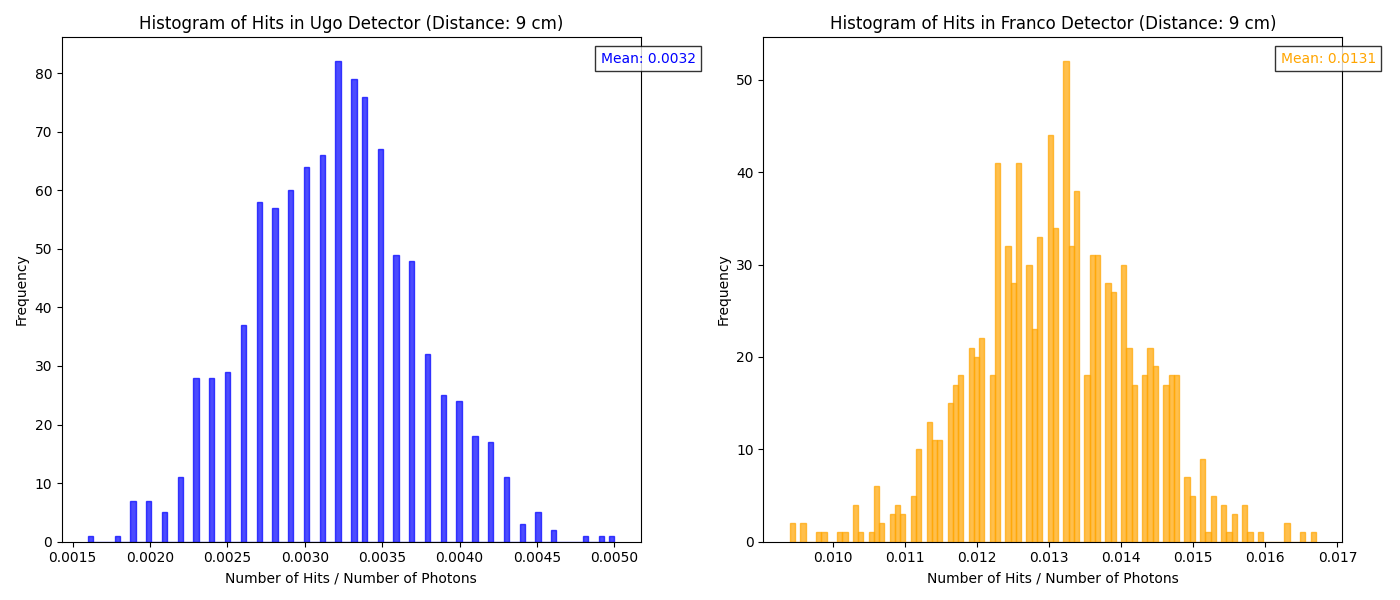 Histogram of Hits in Ugo Detector (Distance: 9 cm)
Mean: 0.0032
Frequency
80
70
60
50
40
30
20
10
0
0.0015 0.0020 0.0025 0.0030 0.0035 0.0040 0.0045 0.0050
Number of Hits / Number of Photons
Histogram of Hits in Franco Detector (Distance: 9 cm)
Mean: 0.0131
Frequency
50
40
30
20
10
0
0.010 0.011 0.012 0.013 0.014 0.015 0.016 0.017
Number of Hits / Number of Photons